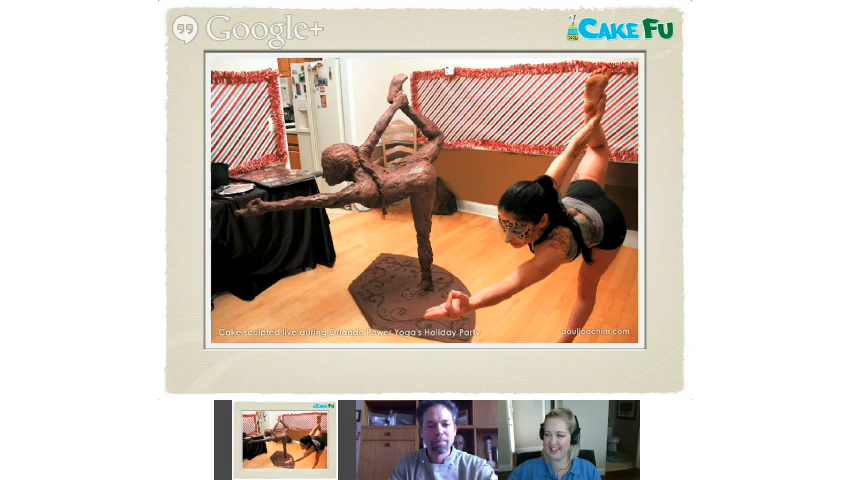 Google+
CAKE FU
Cake sculpted live during Orlando Power Yoga's Holiday Party
pauljoachim.com
CAKE FU